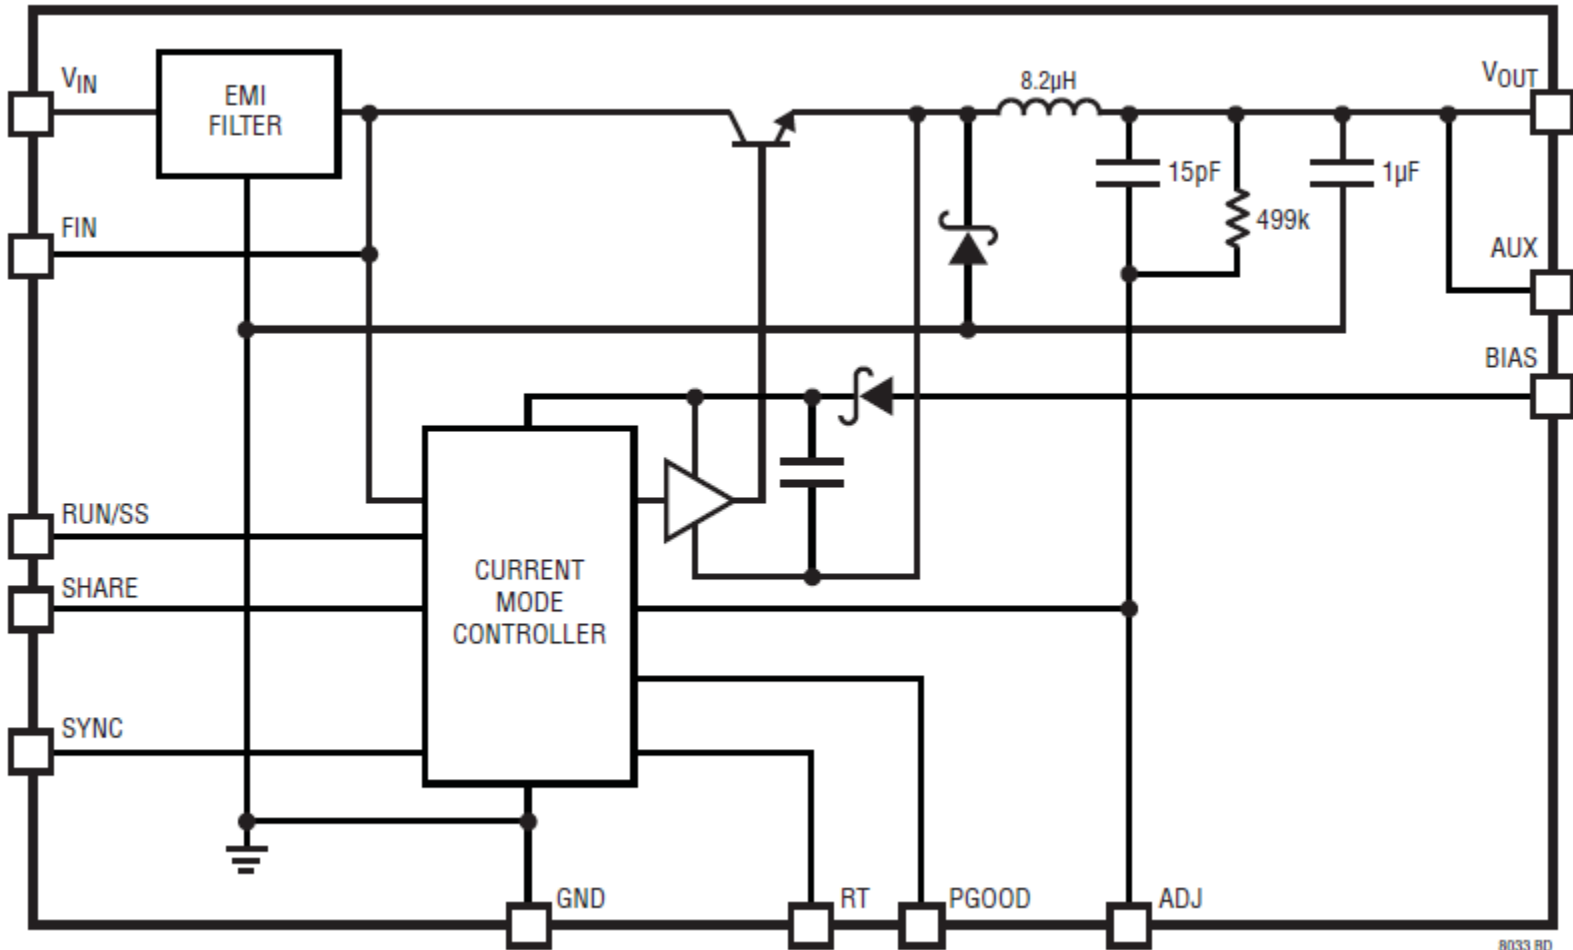 VIN
EMI
FILTER
8.2µH
VOUT
15pF
1µF
499k
FIN
AUX
BIAS
RUN/SS
SHARE
CURRENT
MODE
CONTROLLER
SYNC
GND
RT
PGOOD
ADJ
8033 BD